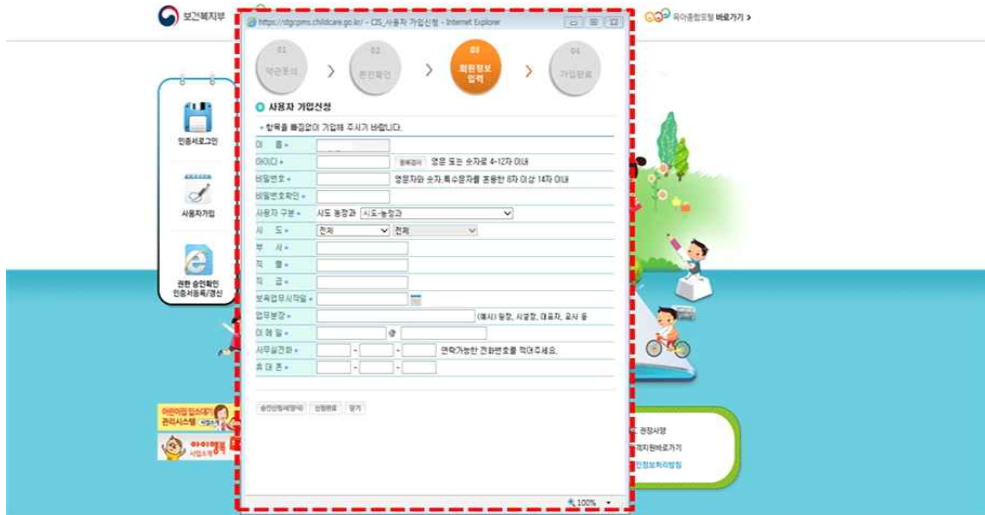 보건복지부
육아종합포털 바로가기 >
https://stgcpms.childcare.go.kr/ - CIS_사용자 가입신청 - Internet Explorer
01
약관동의
02
본인확인
03
회원정보
입력
04
가입완료
사용자 가입신청
항목을 빠짐없이 기입해 주시기 바랍니다.
이 름
아이디 중복검사 영문 또는 숫자로 4-12자 이내
비밀번호 영문자와 숫자,특수문자를 혼용한 8자 이상 14자 이내
비밀번호확인
사용자 구분 시도 농정과 시도-농정과
시 도 전체 전체
부 서
직 렬
직 급
보육업무시작일
업무분장 (예시) 원장, 시설장, 대표자, 교사 등
이 메 일 @
사무실전화 - - 연락가능한 전화번호를 적어주세요.
휴 대 폰 - -
승인신청서(양식) 신청완료 닫기
100%
인증서로그인
사용자가입
권한 승인확인
인증서등록/갱신
어린이집 입소대기
관리시스템
아이행복
사업소개
권장사양
인정보처리방침